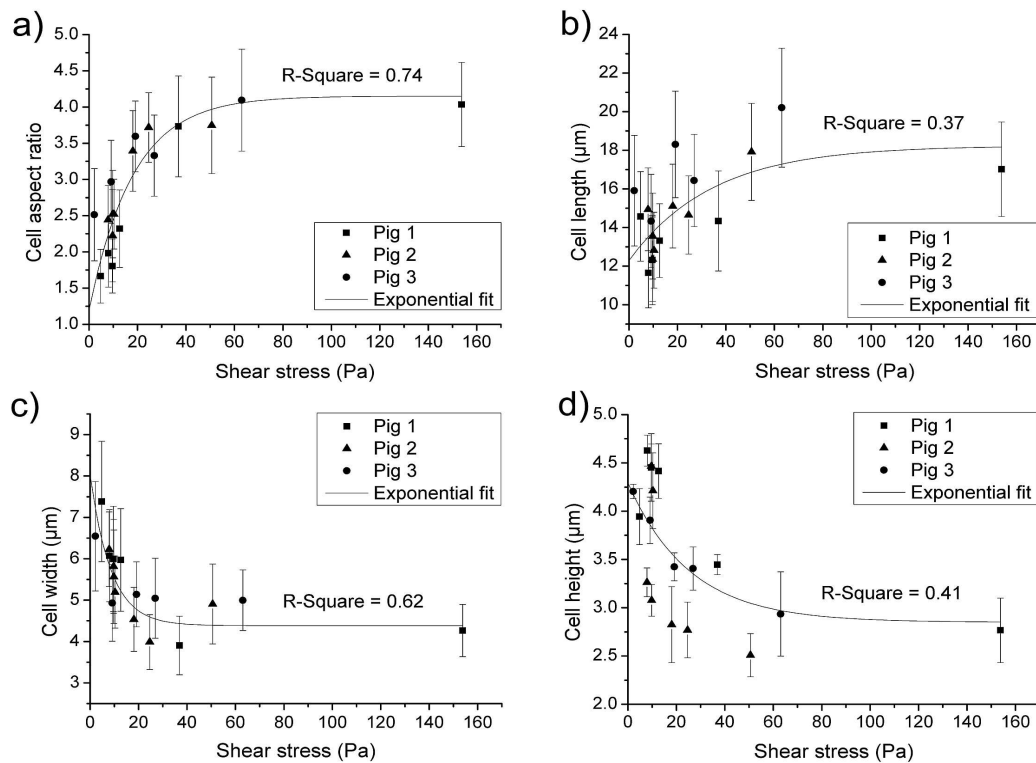 a)
Cell aspect ratio
5.0
4.5
4.0
3.5
3.0
2.5
2.0
1.5
1.0
R-Square = 0.74
Pig 1
Pig 2
Pig 3
Exponential fit
0 20 40 60 80 100 120 140 160
Shear stress (Pa)
b)
Cell length (μm)
24
22
20
18
16
14
12
10
R-Square = 0.37
Pig 1
Pig 2
Pig 3
Exponential fit
0 20 40 60 80 100 120 140 160
Shear stress (Pa)
c)
Cell width (μm)
9
8
7
6
5
4
3
Pig 1
Pig 2
Pig 3
Exponential fit
R-Square = 0.62
0 20 40 60 80 100 120 140 160
Shear stress (Pa)
d)
Cell height (μm)
5.0
4.5
4.0
3.5
3.0
2.5
2.0
Pig 1
Pig 2
Pig 3
Exponential fit
R-Square = 0.41
0 20 40 60 80 100 120 140 160
Shear stress (Pa)